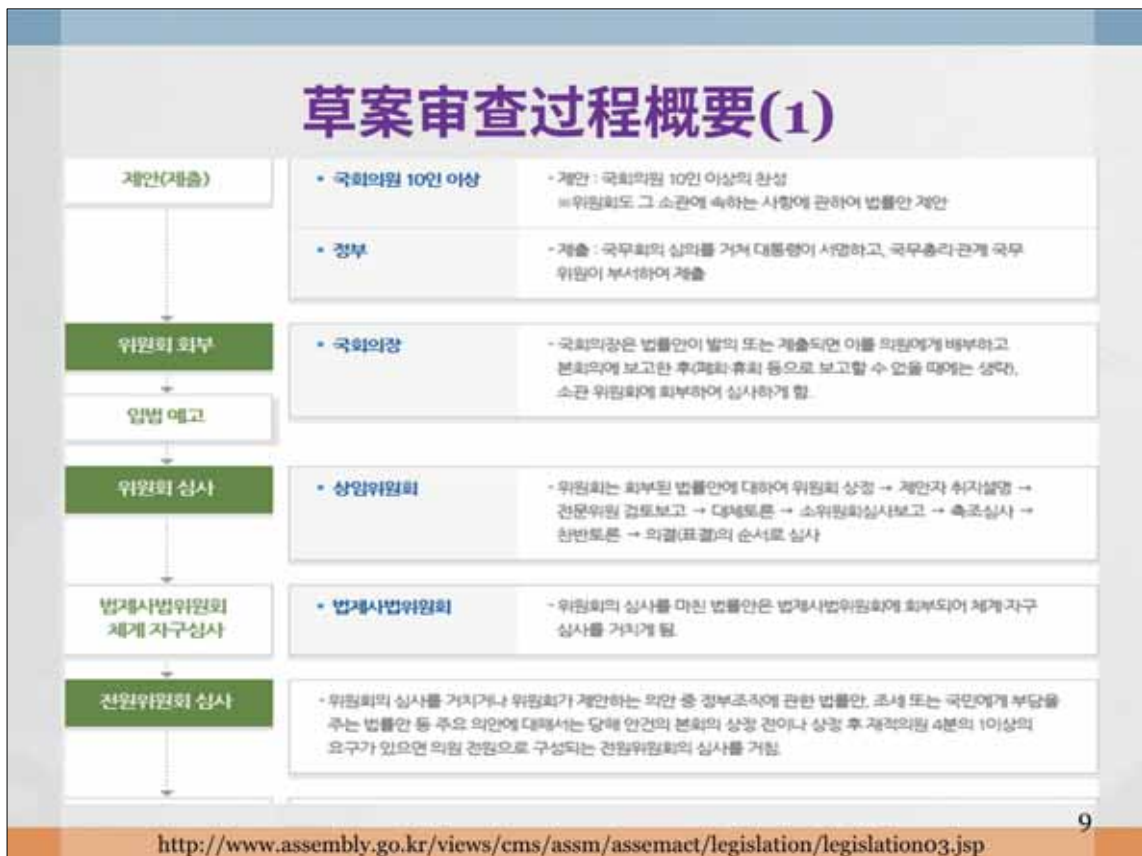 草案审查过程概要(1)
제안(제출)
• 국회의원 10인 이상
- 제안 : 국회의원 10인 이상의 찬성
※위원회도 그 소관에 속하는 사항에 관하여 법률안 제안
• 정부
- 제출 : 국무회의 심의를 거쳐 대통령이 서명하고, 국무총리·관계 국무
위원이 부서하여 제출
위원회 회부
• 국회의장
- 국회의장은 법률안이 발의 또는 제출되면 이를 의원에게 배부하고
본회의에 보고한 후(폐회·휴회 등으로 보고할 수 없을 때에는 생략),
소관 위원회에 회부하여 심사하게 함.
입법 예고
위원회 심사
• 상임위원회
- 위원회는 회부된 법률안에 대하여 위원회 상정 → 제안자 취지설명 →
전문위원 검토보고 → 대체토론 → 소위원회심사보고 → 축조심사 →
찬반토론 → 의결(표결)의 순서로 심사
법제사법위원회
체계 자구심사
• 법제사법위원회
- 위원회의 심사를 마친 법률안은 법제사법위원회에 회부되어 체계·자구
심사를 거치게 됨.
전원위원회 심사
- 위원회의 심사를 거치거나 위원회가 제안하는 의안 중 정부조직에 관한 법률안, 조세 또는 국민에게 부담을
주는 법률안 등 주요 의안에 대해서는 당해 안건의 본회의 상정 전이나 상정 후 재적의원 4분의 1이상의
요구가 있으면 의원 전원으로 구성되는 전원위원회의 심사를 거침.
9
http://www.assembly.go.kr/views/cms/assm/assemact/legislation/legislation03.jsp